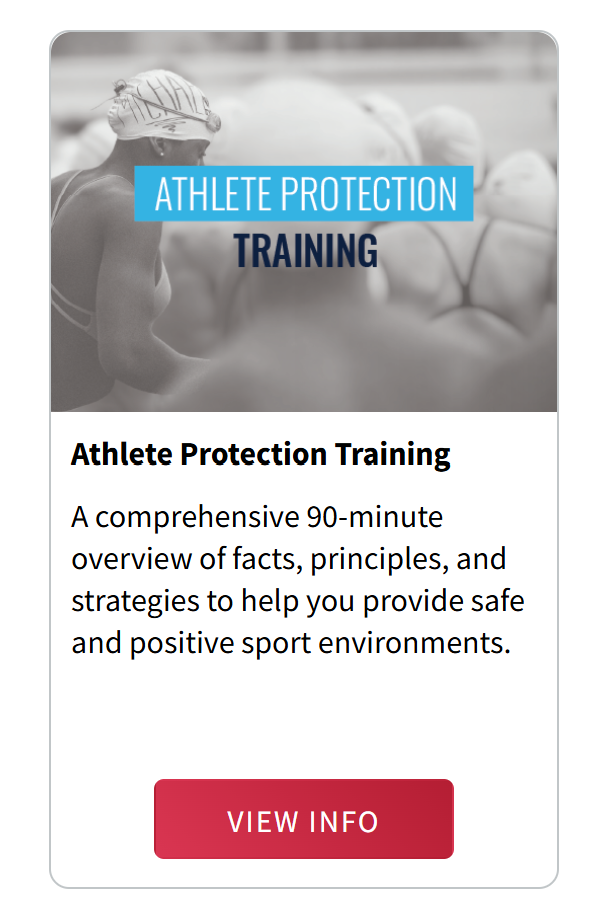 ATHLETE PROTECTION
TRAINING
Athlete Protection Training
A comprehensive 90-minute
overview of facts, principles, and
strategies to help you provide safe
and positive sport environments.
VIEW INFO